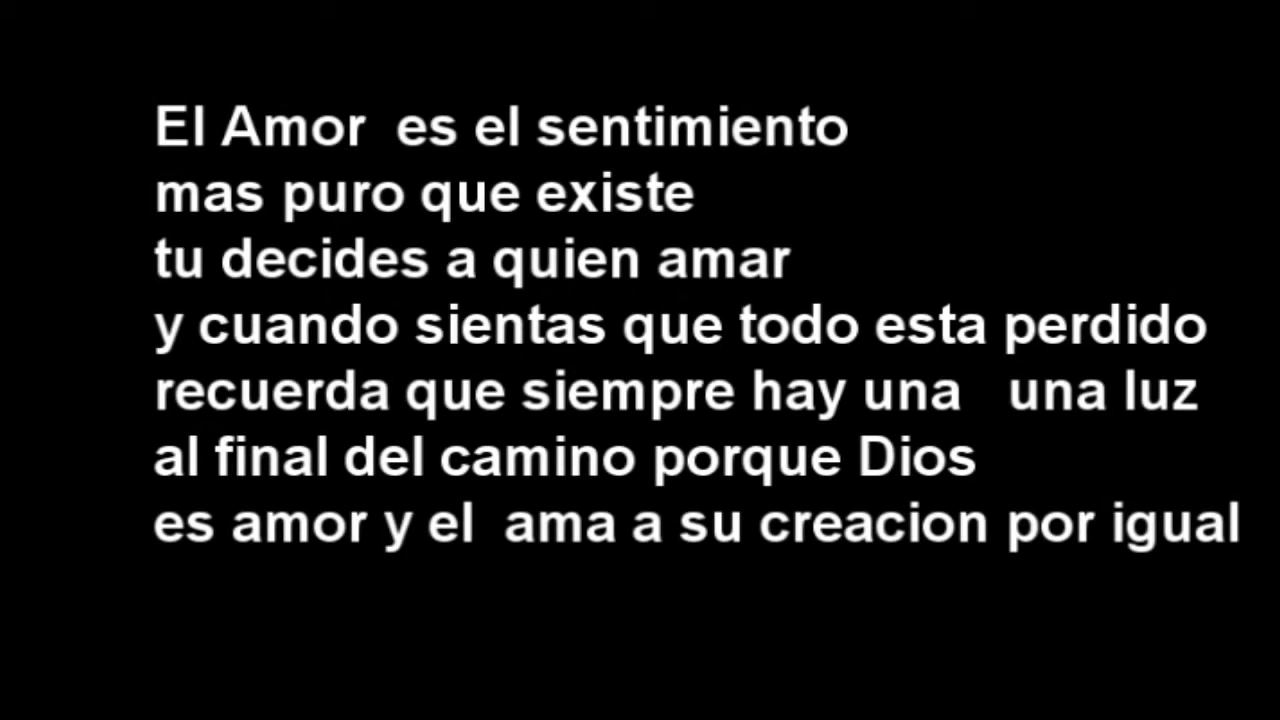 El Amor  es el sentimiento
mas puro que existe
tu decides a quien amar
y cuando sientas que todo esta perdido
recuerda que siempre hay una   una luz
al final del camino porque Dios
es amor y el  ama a su creacion por igual